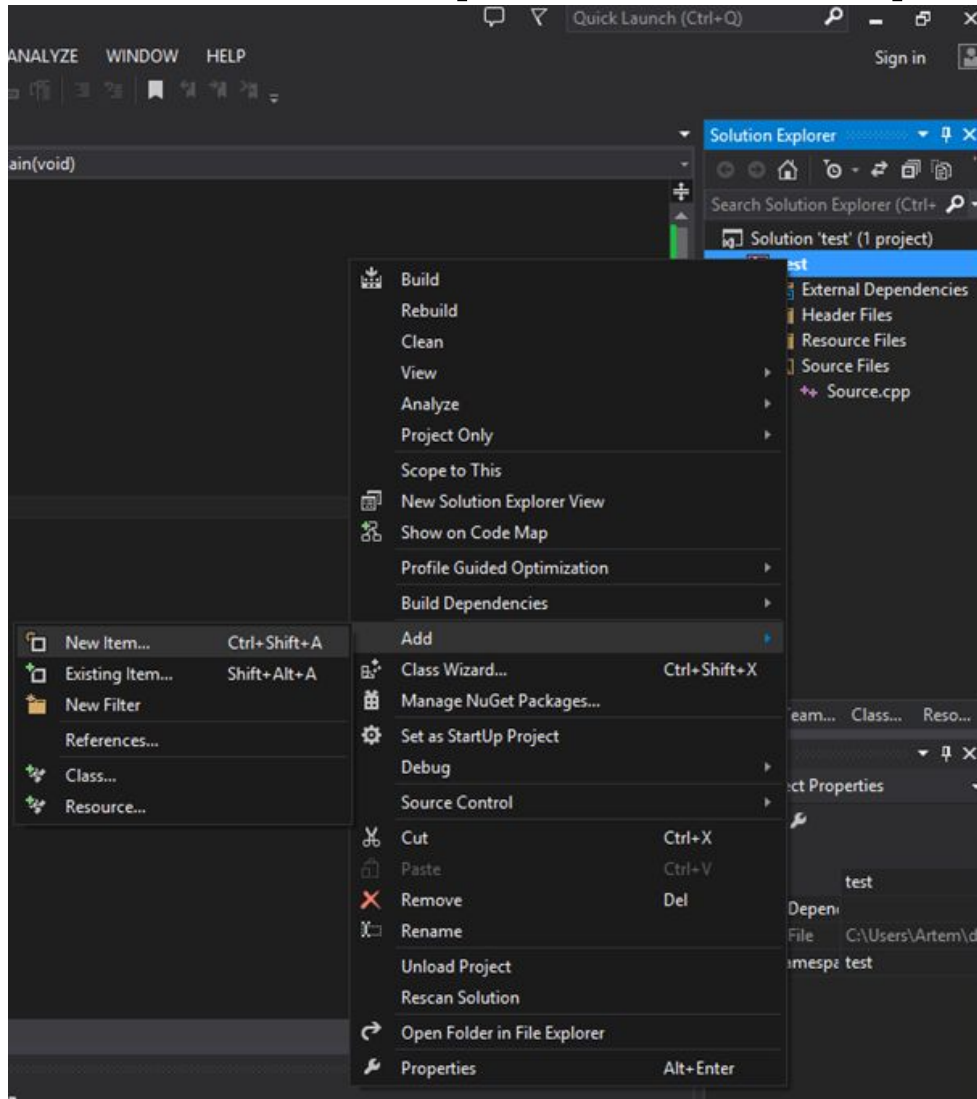 Quick Launch (Ctrl+Q)
ANALYZE WINDOW HELP
Sign in
Solution Explorer
ain(void)
Search Solution Explorer (Ctrl+
Solution 'test' (1 project)
est
External Dependencies
Header Files
Resource Files
Source Files
Source.cpp
Build
Rebuild
Clean
View
Analyze
Project Only
Scope to This
New Solution Explorer View
Show on Code Map
Profile Guided Optimization
Build Dependencies
Add
New Item... Ctrl+Shift+A
Existing Item... Shift+Alt+A
New Filter
References...
Class...
Resource...
Class Wizard... Ctrl+Shift+X
Manage NuGet Packages...
Set as StartUp Project
Debug
Source Control
Cut Ctrl+X
Paste Ctrl+V
Remove Del
Rename
Unload Project
Rescan Solution
Open Folder in File Explorer
Properties Alt+Enter
eam... Class... Reso...
ect Properties
test
Depen
File C:\Users\Artem\d
amespa test